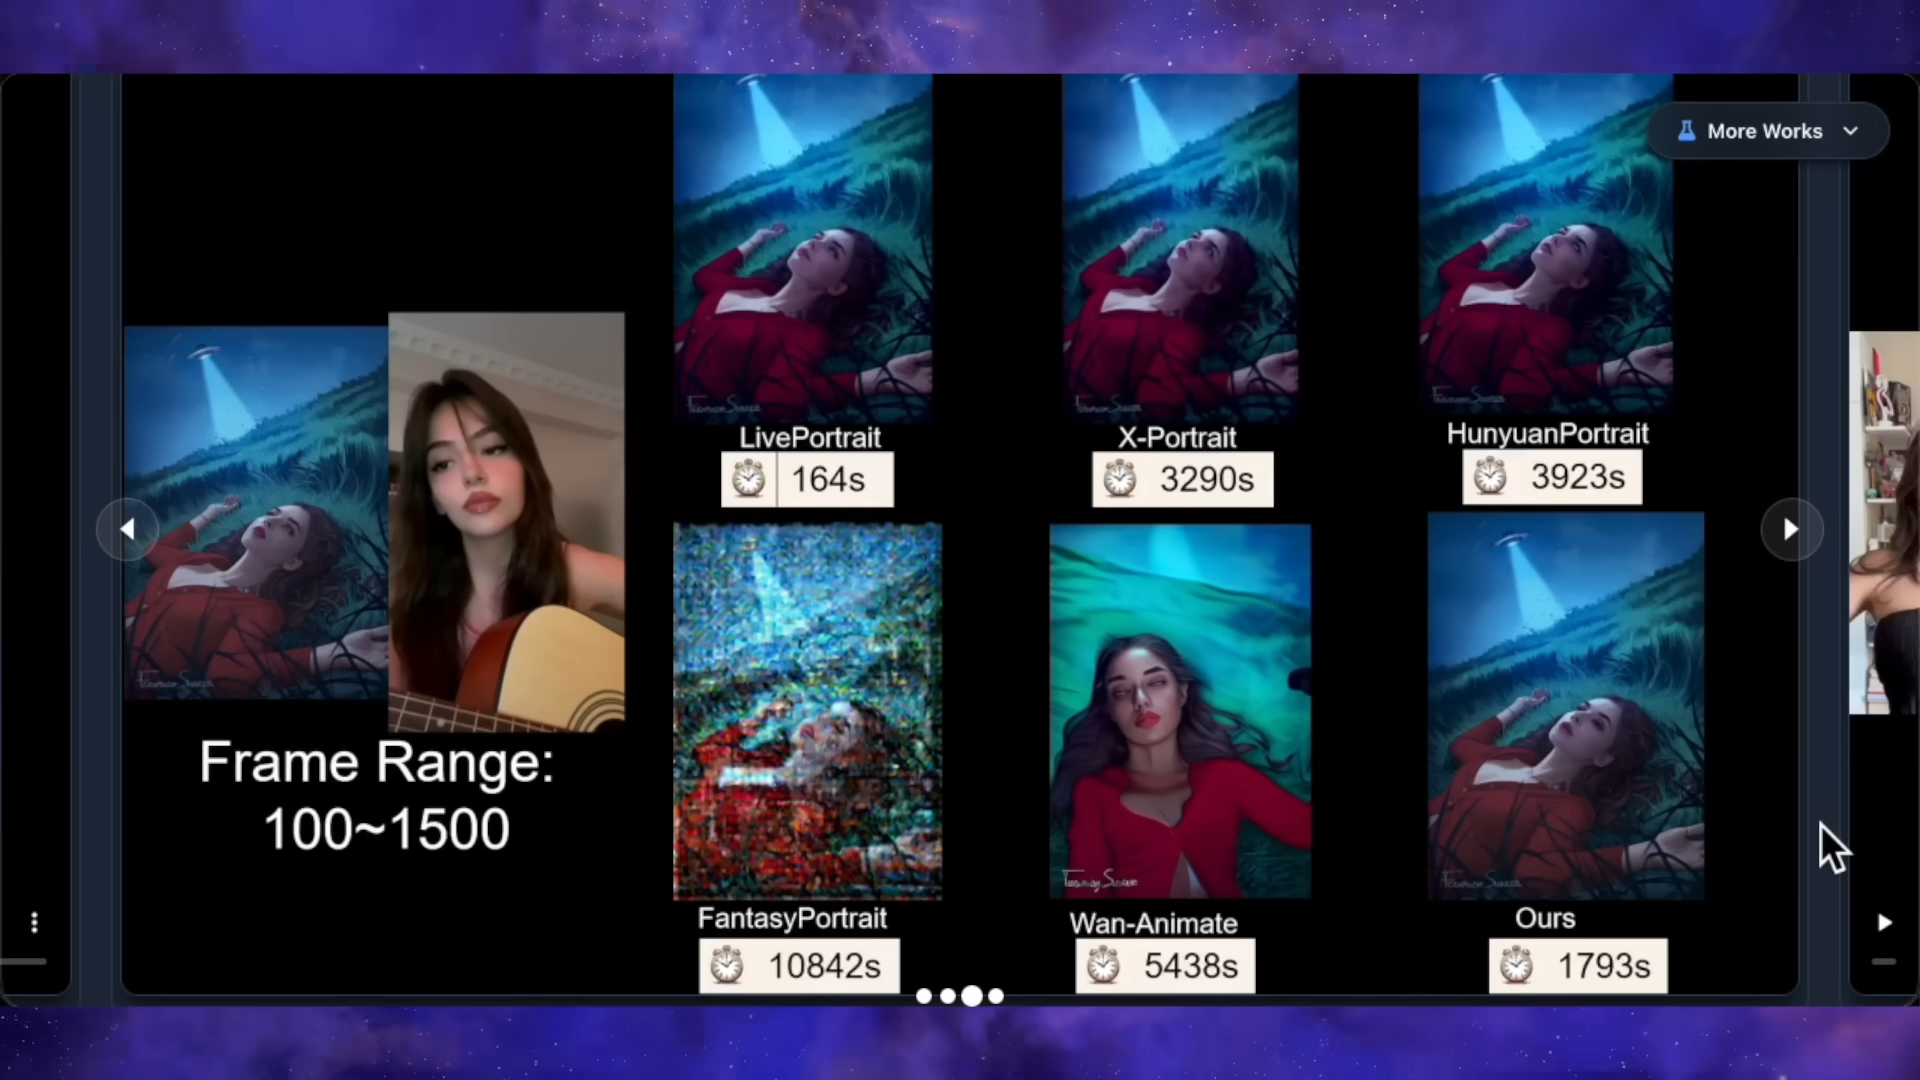 More Works
LivePortrait
164s
X-Portrait
3290s
HunyuanPortrait
3923s
Frame Range:
100~1500
FantasyPortrait
10842s
Wan-Animate
5438s
Ours
1793s